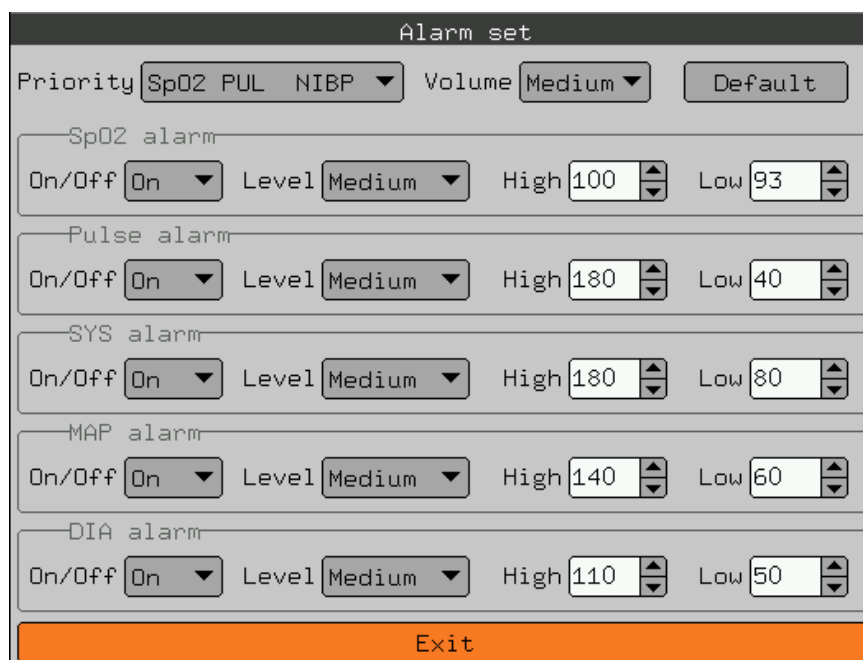 Alarm set
Priority SpO2 PUL NIBP Volume Medium Default
SpO2 alarm
On/Off On Level Medium High 100 Low 93
Pulse alarm
On/Off On Level Medium High 180 Low 40
SYS alarm
On/Off On Level Medium High 180 Low 80
MAP alarm
On/Off On Level Medium High 140 Low 60
DIA alarm
On/Off On Level Medium High 110 Low 50
Exit